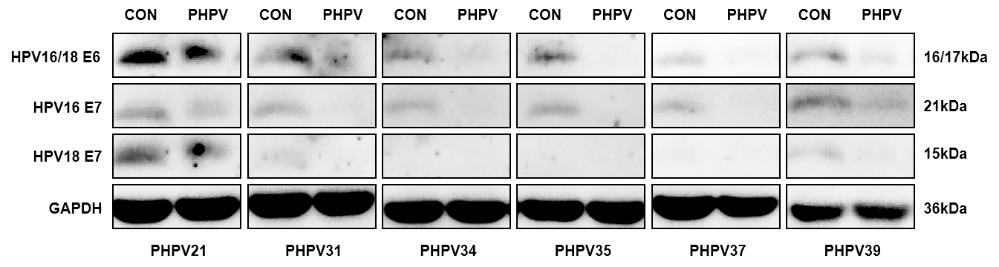 CON PHPV CON PHPV CON PHPV CON PHPV CON PHPV CON PHPV
HPV16/18 E6 16/17kDa
HPV16 E7 21kDa
HPV18 E7 15kDa
GAPDH 36kDa
PHPV21 PHPV31 PHPV34 PHPV35 PHPV37 PHPV39